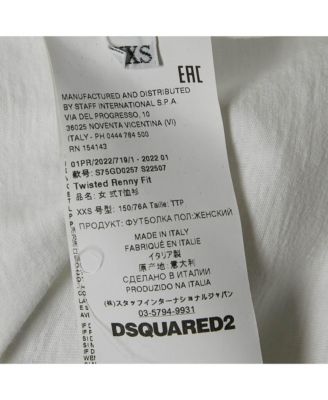 XS
EAC
MANUFACTURED AND DISTRIBUTED
BY STAFF INTERNATIONAL S.P.A.
VIA DEL PROGRESSO, 10
36025 NOVENTA VICENTINA (VI)
ITALY - PH 0444 784 500
RN 154143
01PR/2022/719/1 - 2022 01
款号: S75GD0257 S22507
Twisted Renny Fit
品名: 女式T恤衫
XXS 号型: 150/76A Taille: TTP
ПРОДУКТ: ФУТБОЛКА ПОЛ:ЖЕНСКИЙ
MADE IN ITALY
FABRIQUÉ EN ITALIE
イタリア製
原产地 意大利
СДЕЛАНО В ИТАЛИИ
PRODUZIDO NA ITALIA
(株)スタッフインターナショナルジャパン
03-5794-9931
DSQUARED2